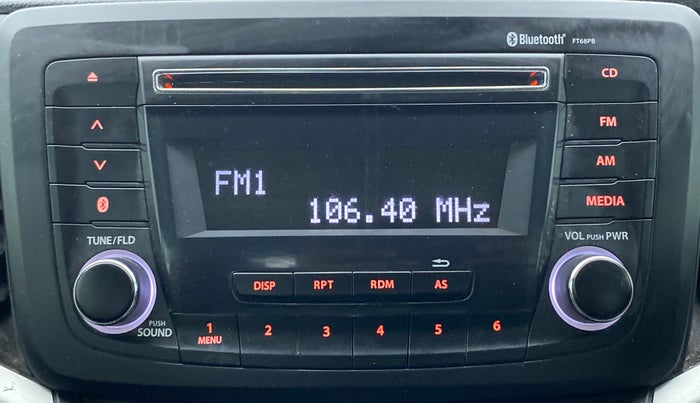 Bluetooth® FT68PB
CD
FM
AM
MEDIA
FM1
106.40 MHz
TUNE/FLD
VOL PUSH PWR
DISP RPT RDM AS
PUSH
SOUND
1 2 3 4 5 6
MENU